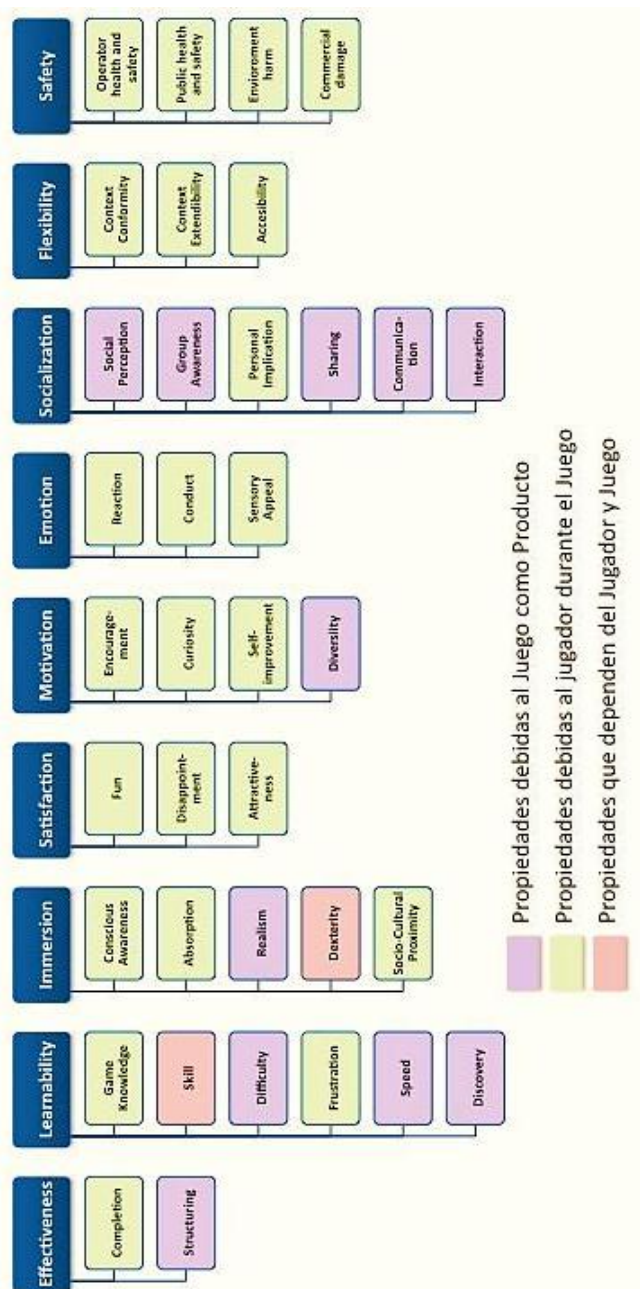 Effectiveness
Completion
Structuring
Learnability
Game
Knowledge
Skill
Difficulty
Frustration
Speed
Discovery
Immersion
Conscious
Awareness
Absorption
Realism
Dexterity
Socio-Cultural
Proximity
Satisfaction
Fun
Disappoint-
ment
Attractive-
ness
Motivation
Encourage-
ment
Curiosity
Self-
improvement
Diversiity
Emotion
Reaction
Conduct
Sensory
Appeal
Socialization
Social
Perception
Group
Awareness
Personal
Implication
Sharing
Communica-
tion
Interaction
Flexibility
Context
Conformity
Context
Extendibility
Accesibility
Safety
Operator
health and
safety
Public health
and safety
Envioroment
harm
Commercial
damage
Propiedades debidas al Juego como Producto
Propiedades debidas al jugador durante el Juego
Propiedades que dependen del Jugador y Juego